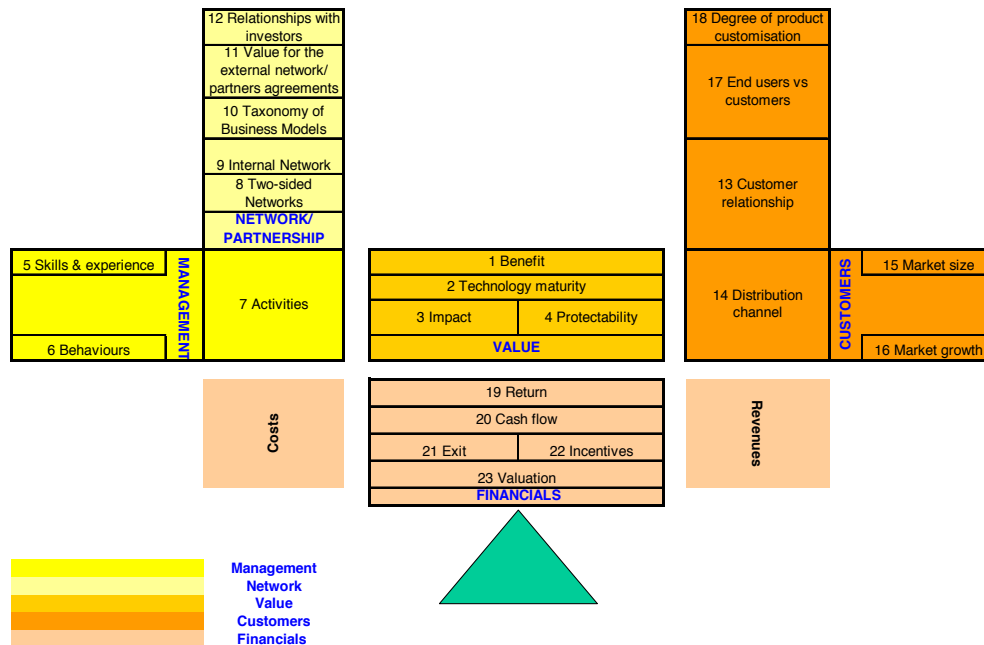 12 Relationships with
investors
11 Value for the
external network/
partners agreements
10 Taxonomy of
Business Models
9 Internal Network
8 Two-sided
Networks
NETWORK/
PARTNERSHIP
18 Degree of product
customisation
17 End users vs
customers
13 Customer
relationship
5 Skills & experience
6 Behaviours
MANAGEMENT
7 Activities
1 Benefit
2 Technology maturity
3 Impact
4 Protectability
VALUE
14 Distribution
channel
CUSTOMERS
15 Market size
16 Market growth
Costs
19 Return
20 Cash flow
21 Exit
22 Incentives
23 Valuation
FINANCIALS
Revenues
Management
Network
Value
Customers
Financials